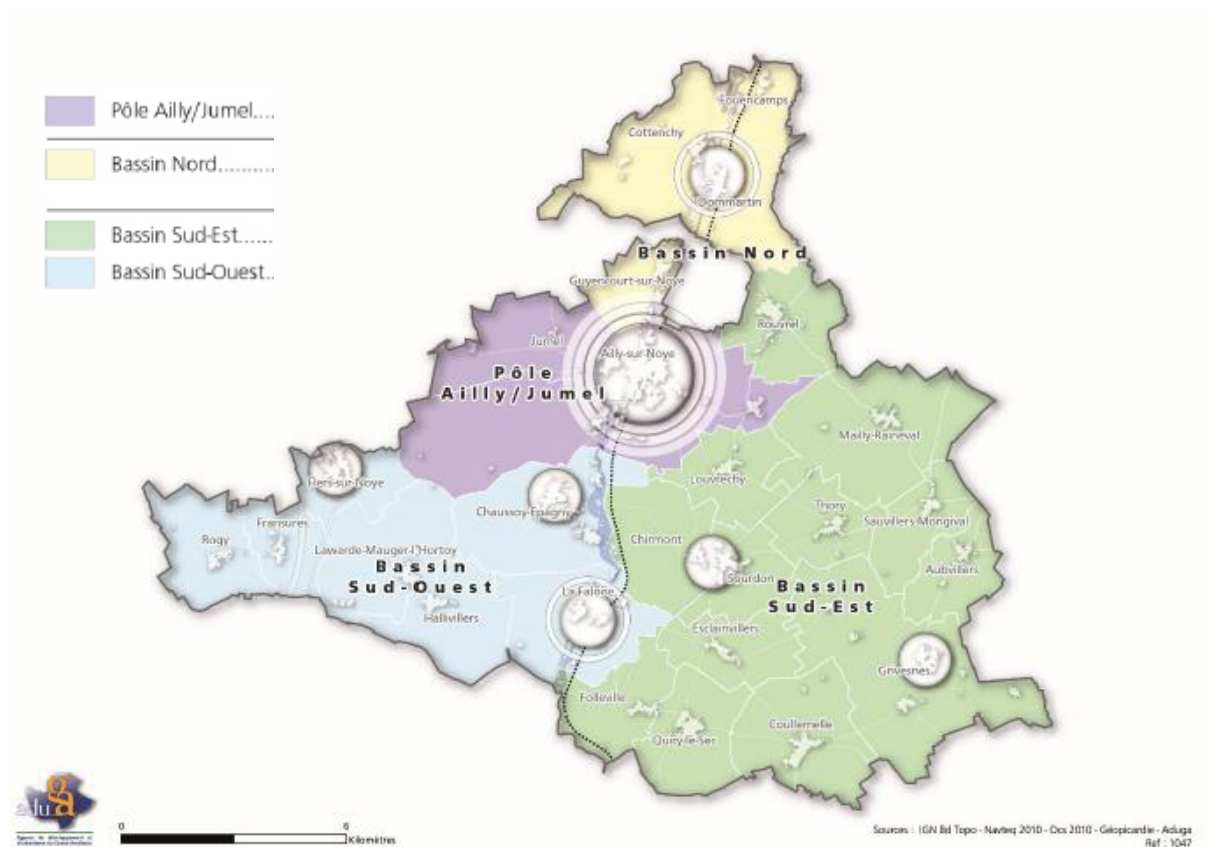 Pôle Ailly/Jumel....
Bassin Nord...........
Bassin Sud-Est......
Bassin Sud-Ouest..
Fouencamps
Cottenchy
Dommartin
Bassin Nord
Guyencourt-sur-Noye
Rouvrel
Jumel
Ailly-sur-Noye
Pôle
Ailly/Jumel
Mailly-Raineval
Louvrechy
Flers-sur-Noye
Chaussoy-Epagny
Thory
Sauvillers-Mongival
Fransures
Rogy
Chirmont
Lawarde-Mauger-l'Hortoy
Aubvillers
Bassin
Sud-Ouest
Sourdon
Bassin
Sud-Est
La Faloise
Hallivillers
Esclainvillers
Grivesnes
Folleville
Coullemelle
Quiry-le-Sec
aduga
0
6
Kilomètres
Sources : IGN Bd Topo - Navteq 2010 - Ocs 2010 - Géopicardie - Aduga
Ref : 1047